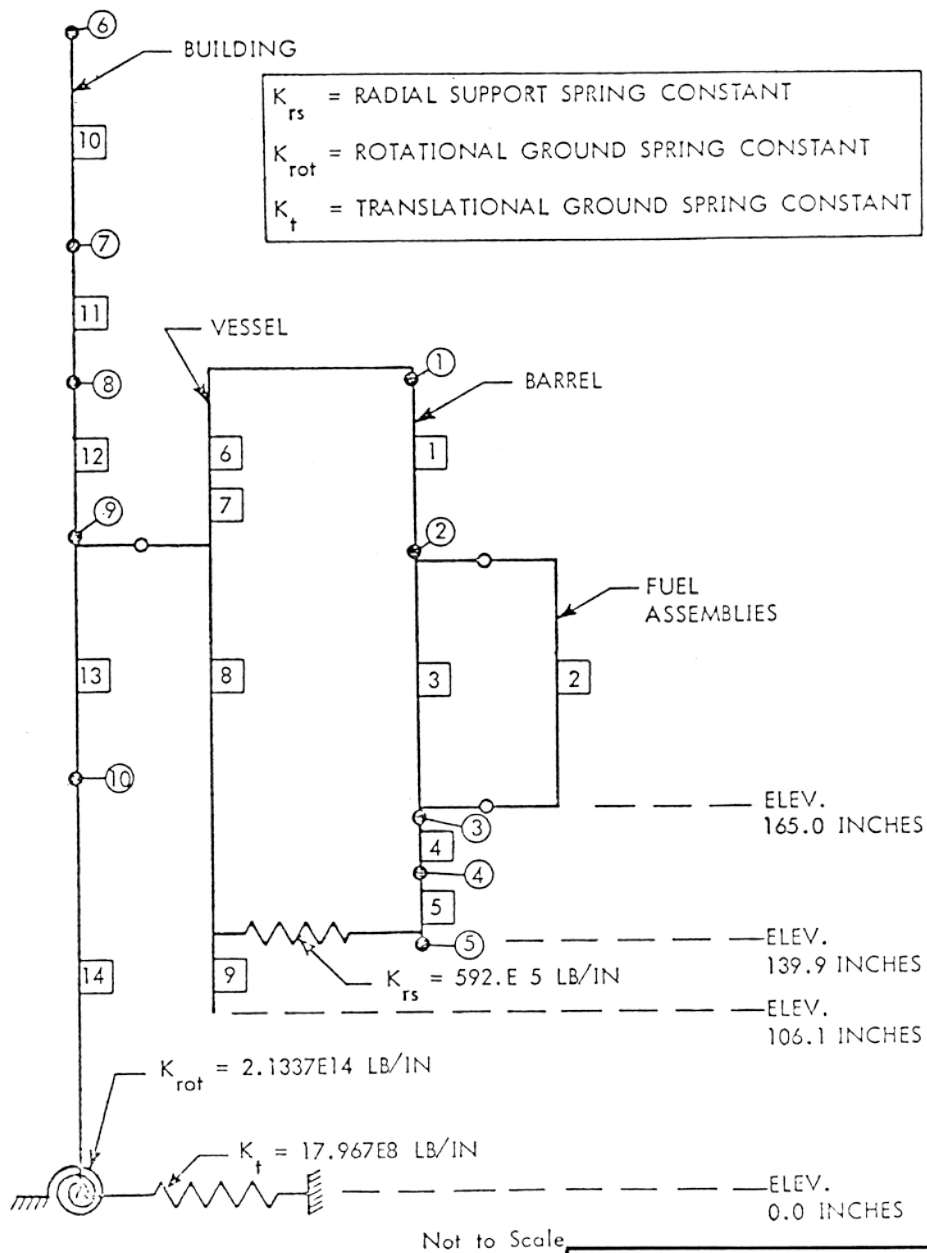 6
BUILDING
K rs = RADIAL SUPPORT SPRING CONSTANT
K rot = ROTATIONAL GROUND SPRING CONSTANT
K t = TRANSLATIONAL GROUND SPRING CONSTANT
10
7
11
VESSEL
1
8
BARREL
12
6
1
7
9
2
FUEL
ASSEMBLIES
13
8
3
2
10
ELEV.
165.0 INCHES
3
4
4
5
5
ELEV.
139.9 INCHES
K rs = 592.E 5 LB/IN
14
9
ELEV.
106.1 INCHES
K rot = 2.1337E14 LB/IN
K t = 17.967E8 LB/IN
ELEV.
0.0 INCHES
Not to Scale